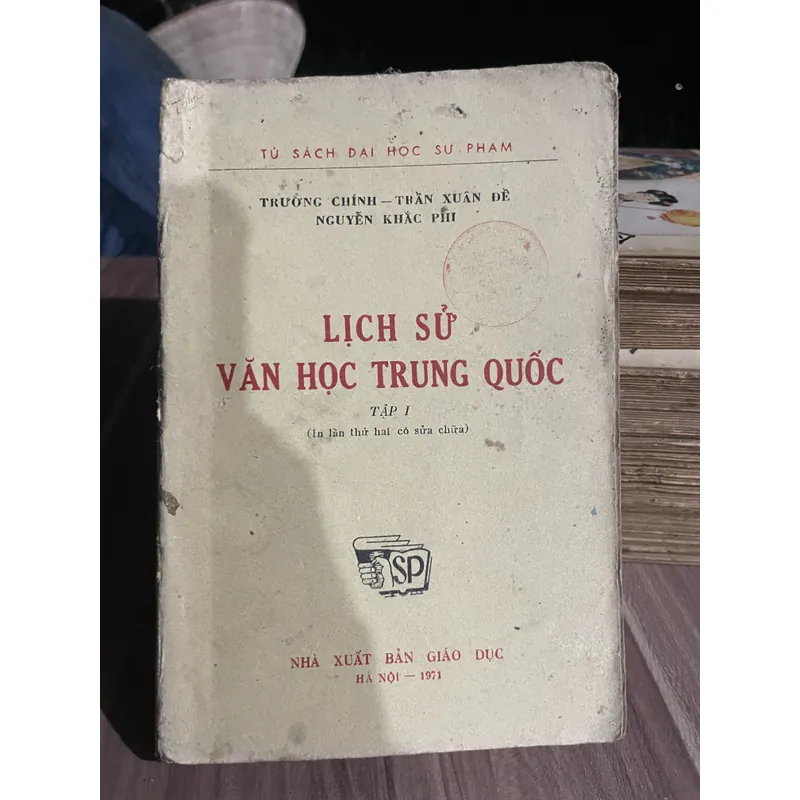 TỦ SÁCH ĐẠI HỌC SƯ PHẠM
TRƯỜNG CHÍNH — TRẦN XUÂN ĐỀ
NGUYỄN KHẮC PHI
LỊCH SỬ
VĂN HỌC TRUNG QUỐC
TẬP I
(In lần thứ hai có sửa chữa)
SP
NHÀ XUẤT BẢN GIÁO DỤC
HÀ NỘI — 1971